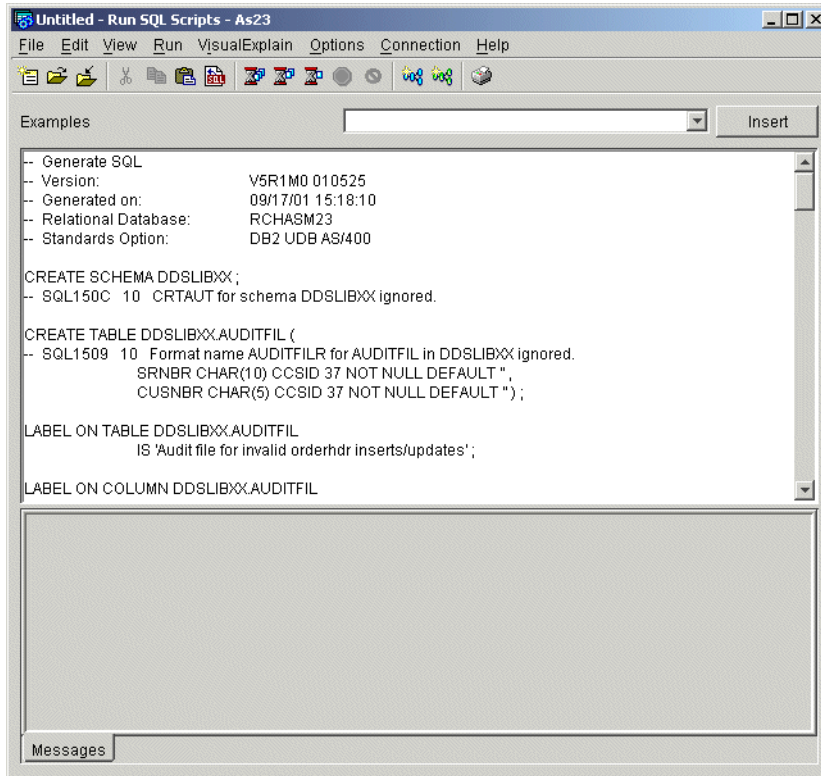 Untitled - Run SQL Scripts - As23
File Edit View Run VisualExplain Options Connection Help
Examples
Insert
-- Generate SQL
-- Version: V5R1M0 010525
-- Generated on: 09/17/01 15:18:10
-- Relational Database: RCHASM23
-- Standards Option: DB2 UDB AS/400
CREATE SCHEMA DDSLIBXX ;
-- SQL150C 10 CRTAUT for schema DDSLIBXX ignored.
CREATE TABLE DDSLIBXX.AUDITFIL (
-- SQL1509 10 Format name AUDITFILR for AUDITFIL in DDSLIBXX ignored.
SRNBR CHAR(10) CCSID 37 NOT NULL DEFAULT '' ,
CUSNBR CHAR(5) CCSID 37 NOT NULL DEFAULT '' ) ;
LABEL ON TABLE DDSLIBXX.AUDITFIL
IS 'Audit file for invalid orderhdr inserts/updates' ;
LABEL ON COLUMN DDSLIBXX.AUDITFIL
Messages